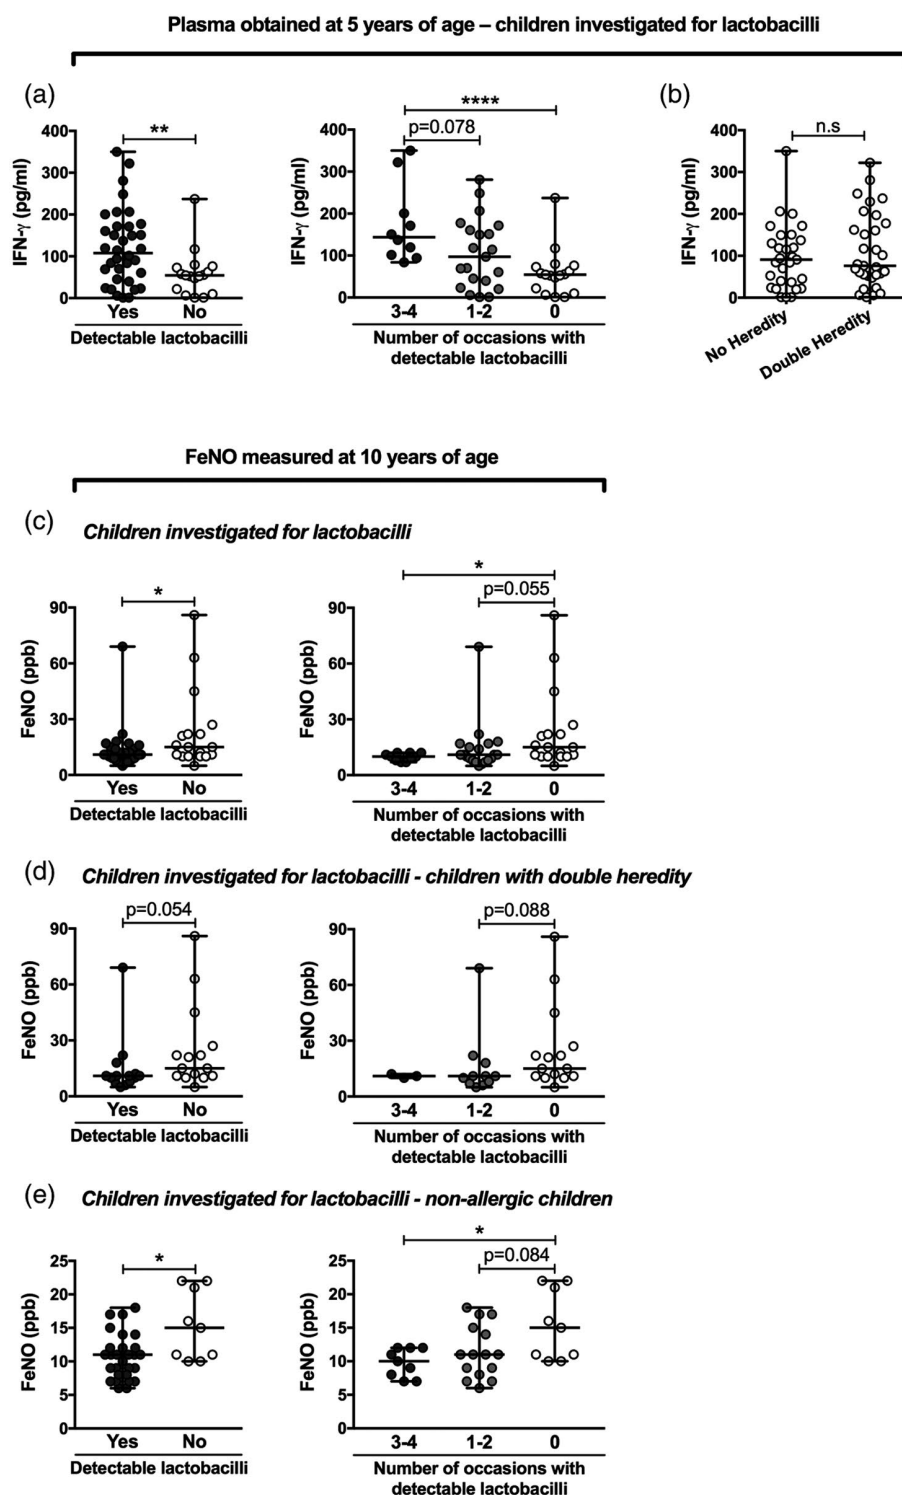 Plasma obtained at 5 years of age – children investigated for lactobacilli
(a)
**
400
300
200
100
0
IFN-γ (pg/ml)
Yes
No
Detectable lactobacilli
****
p=0.078
400
300
200
100
0
IFN-γ (pg/ml)
3-4
1-2
0
Number of occasions with
detectable lactobacilli
(b)
n.s
400
300
200
100
0
IFN-γ (pg/ml)
No Heredity
Double Heredity
FeNO measured at 10 years of age
(c)
Children investigated for lactobacilli
*
90
60
30
0
FeNO (ppb)
Yes
No
Detectable lactobacilli
*
p=0.055
90
60
30
0
FeNO (ppb)
3-4
1-2
0
Number of occasions with
detectable lactobacilli
(d)
Children investigated for lactobacilli - children with double heredity
p=0.054
90
60
30
0
FeNO (ppb)
Yes
No
Detectable lactobacilli
p=0.088
90
60
30
0
FeNO (ppb)
3-4
1-2
0
Number of occasions with
detectable lactobacilli
(e)
Children investigated for lactobacilli - non-allergic children
*
25
20
15
10
5
0
FeNO (ppb)
Yes
No
Detectable lactobacilli
*
p=0.084
25
20
15
10
5
0
FeNO (ppb)
3-4
1-2
0
Number of occasions with
detectable lactobacilli